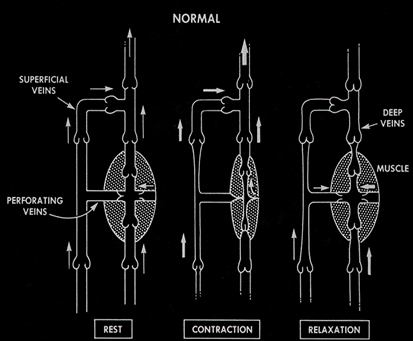 NORMAL
SUPERFICIAL
VEINS
DEEP
VEINS
MUSCLE
PERFORATING
VEINS
REST
CONTRACTION
RELAXATION